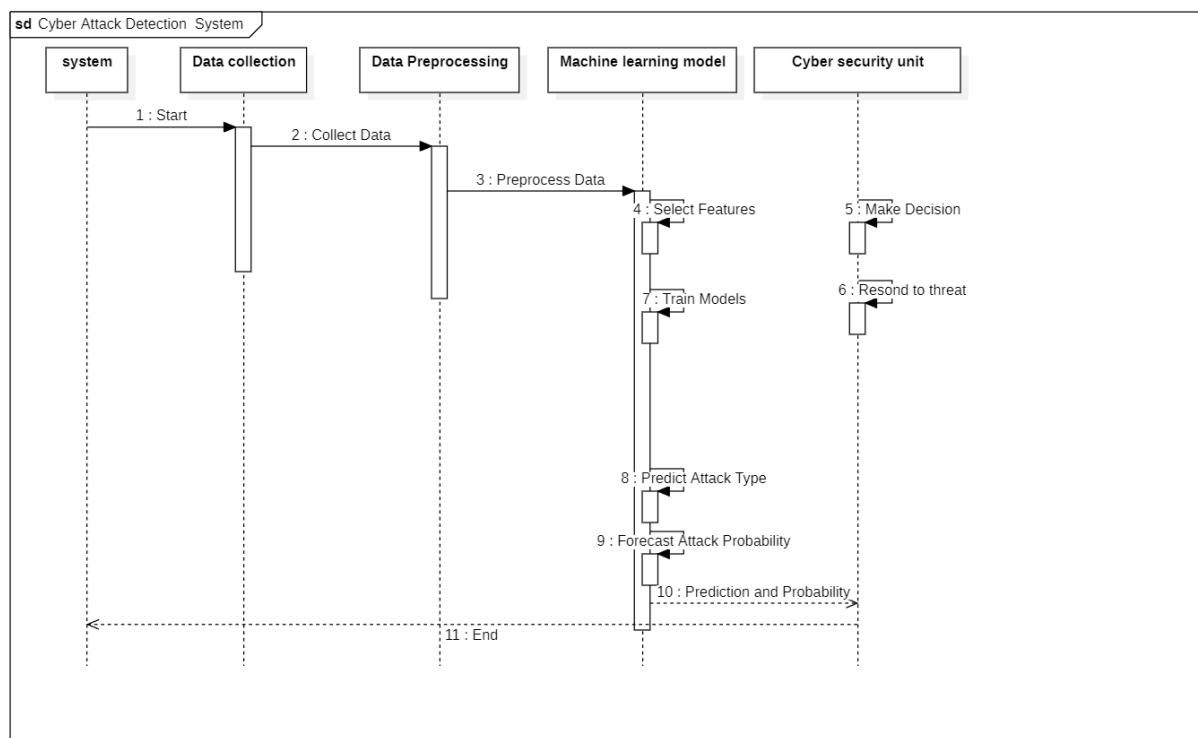 sd Cyber Attack Detection System
system
Data collection
Data Preprocessing
Machine learning model
Cyber security unit
1 : Start
2 : Collect Data
3 : Preprocess Data
4 : Select Features
5 : Make Decision
6 : Resond to threat
7 : Train Models
8 : Predict Attack Type
9 : Forecast Attack Probability
10 : Prediction and Probability
11 : End